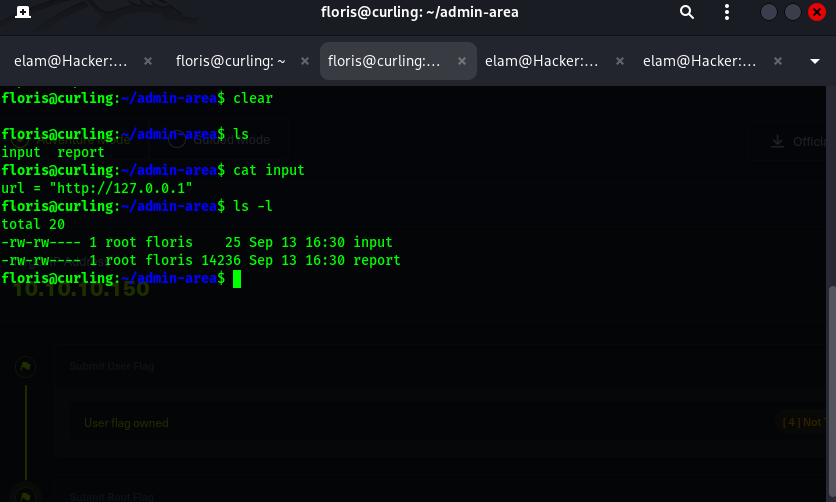 floris@curling: ~/admin-area
elam@Hacker:... × floris@curling: ~ × floris@curling:... × elam@Hacker:... × elam@Hacker:... ×
floris@curling:~/admin-area$ clear
floris@curling:~/admin-area$ ls
Adventure Mode Guided Mode
input  report
floris@curling:~/admin-area$ cat input
url = "http://127.0.0.1"
floris@curling:~/admin-area$ ls -l
total 20
-rw-rw---- 1 root floris    25 Sep 13 16:30 input
-rw-rw---- 1 root floris 14236 Sep 13 16:30 report
floris@curling:~/admin-area$
10.10.10.150
Submit User Flag
User flag owned
[ 4 ] Not
Submit Root Flag